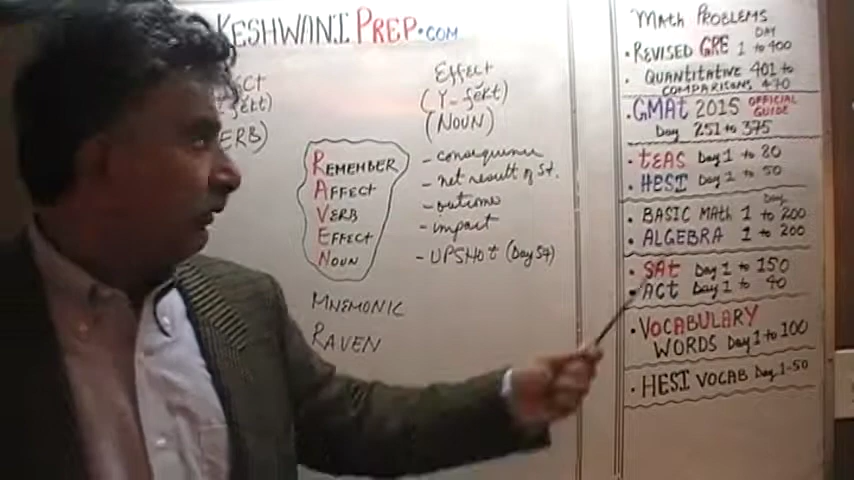 KESHWANI PREP.COM
Effect
(Y-fĕkt)
(NOUN)
ERB)
REMEMBER
AFFECT
VERB
EFFECT
NOUN
- consequence
- net result of st.
- outcome
- impact
- UPSHOT (Day 54)
MNEMONIC
RAVEN
MATH PROBLEMS
DAY
• REVISED GRE 1 to 400
• QUANTITATIVE 401 to
COMPARISONS 470
• GMAT 2015 OFFICIAL GUIDE
Day 251 to 375
• TEAS Day 1 to 80
• HESI Day 1 to 50
Day
• BASIC MATH 1 to 200
• ALGEBRA 1 to 200
• SAT Day 1 to 150
• ACT Day 1 to 40
• VOCABULARY
WORDS Day 1 to 100
• HESI VOCAB Day 1-50